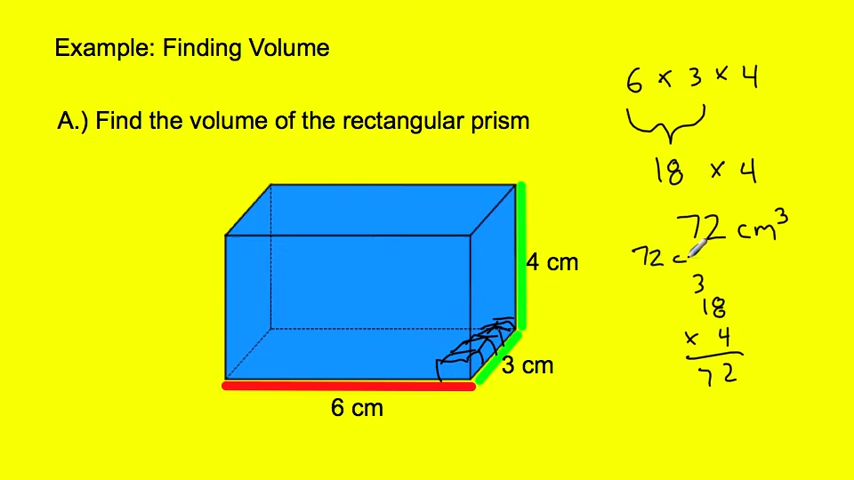 Example: Finding Volume
A.) Find the volume of the rectangular prism
4 cm
3 cm
6 cm
6 x 3 x 4
18 x 4
72 cm³
72 c
3
18
x 4
72